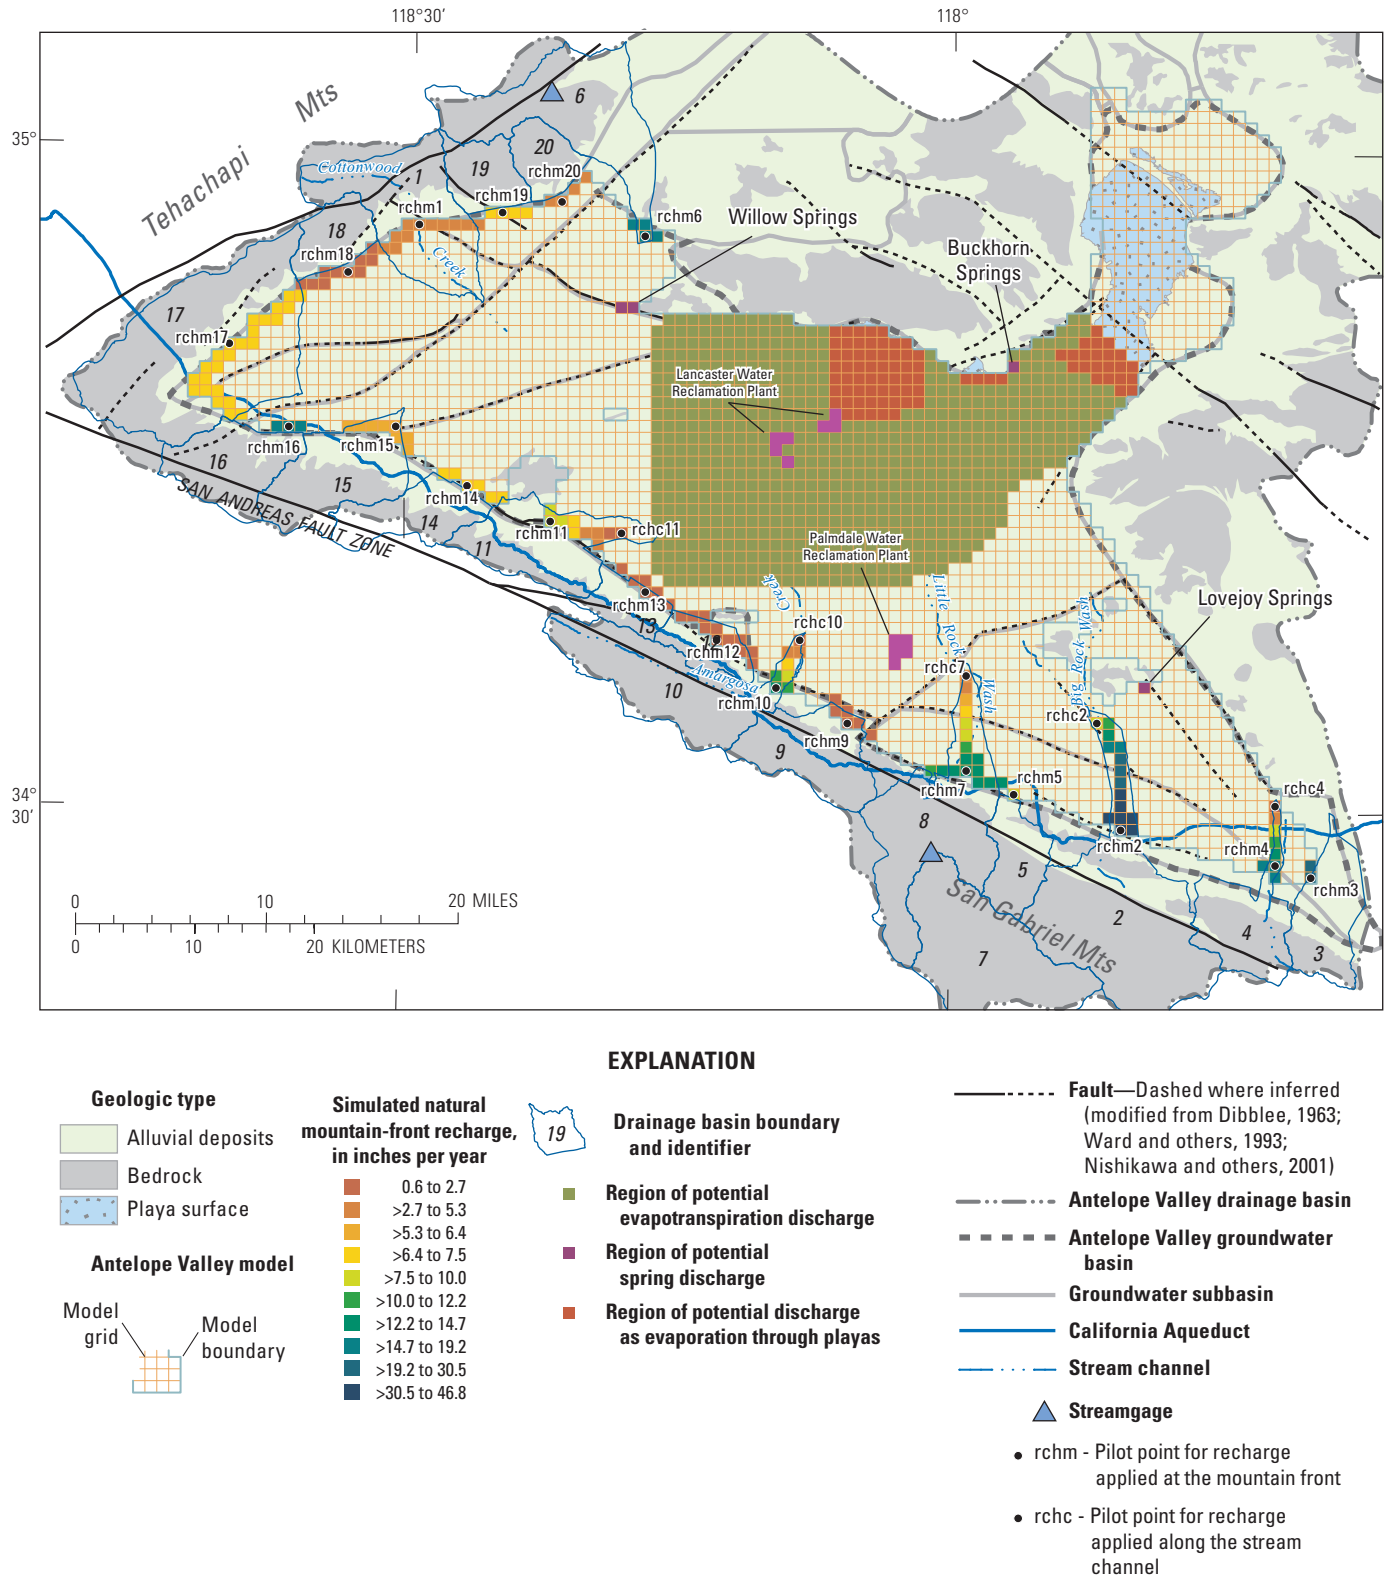 118°30'
118°
35°
34°
30'
Tehachapi
Mts
6
20
19
Cottonwood
1
rchm20
rchm19
rchm1
18
rchm18
rchm6
Willow Springs
Buckhorn
Springs
Creek
17
rchm17
Lancaster Water
Reclamation Plant
rchm16
rchm15
16
15
rchm14
SAN ANDREAS FAULT ZONE
14
rchm11
rchc11
11
Palmdale Water
Reclamation Plant
rchm13
13
Creek
Little Rock
Wash
Big Rock Wash
Lovejoy Springs
rchc10
rchm12
Amargosa
10
rchm10
rchc7
rchc2
rchm9
9
rchm7
rchm5
rchc4
rchm2
rchm4
rchm3
8
5
San Gabriel Mts
2
4
3
7
0 10 20 MILES
0 10 20 KILOMETERS
EXPLANATION
Geologic type
Alluvial deposits
Bedrock
Playa surface
Antelope Valley model
Model
grid
Model
boundary
Simulated natural
mountain-front recharge,
in inches per year
0.6 to 2.7
>2.7 to 5.3
>5.3 to 6.4
>6.4 to 7.5
>7.5 to 10.0
>10.0 to 12.2
>12.2 to 14.7
>14.7 to 19.2
>19.2 to 30.5
>30.5 to 46.8
19
Drainage basin boundary
and identifier
Region of potential
evapotranspiration discharge
Region of potential
spring discharge
Region of potential discharge
as evaporation through playas
Fault—Dashed where inferred
(modified from Dibblee, 1963;
Ward and others, 1993;
Nishikawa and others, 2001)
Antelope Valley drainage basin
Antelope Valley groundwater
basin
Groundwater subbasin
California Aqueduct
Stream channel
Streamgage
rchm - Pilot point for recharge
applied at the mountain front
rchc - Pilot point for recharge
applied along the stream
channel